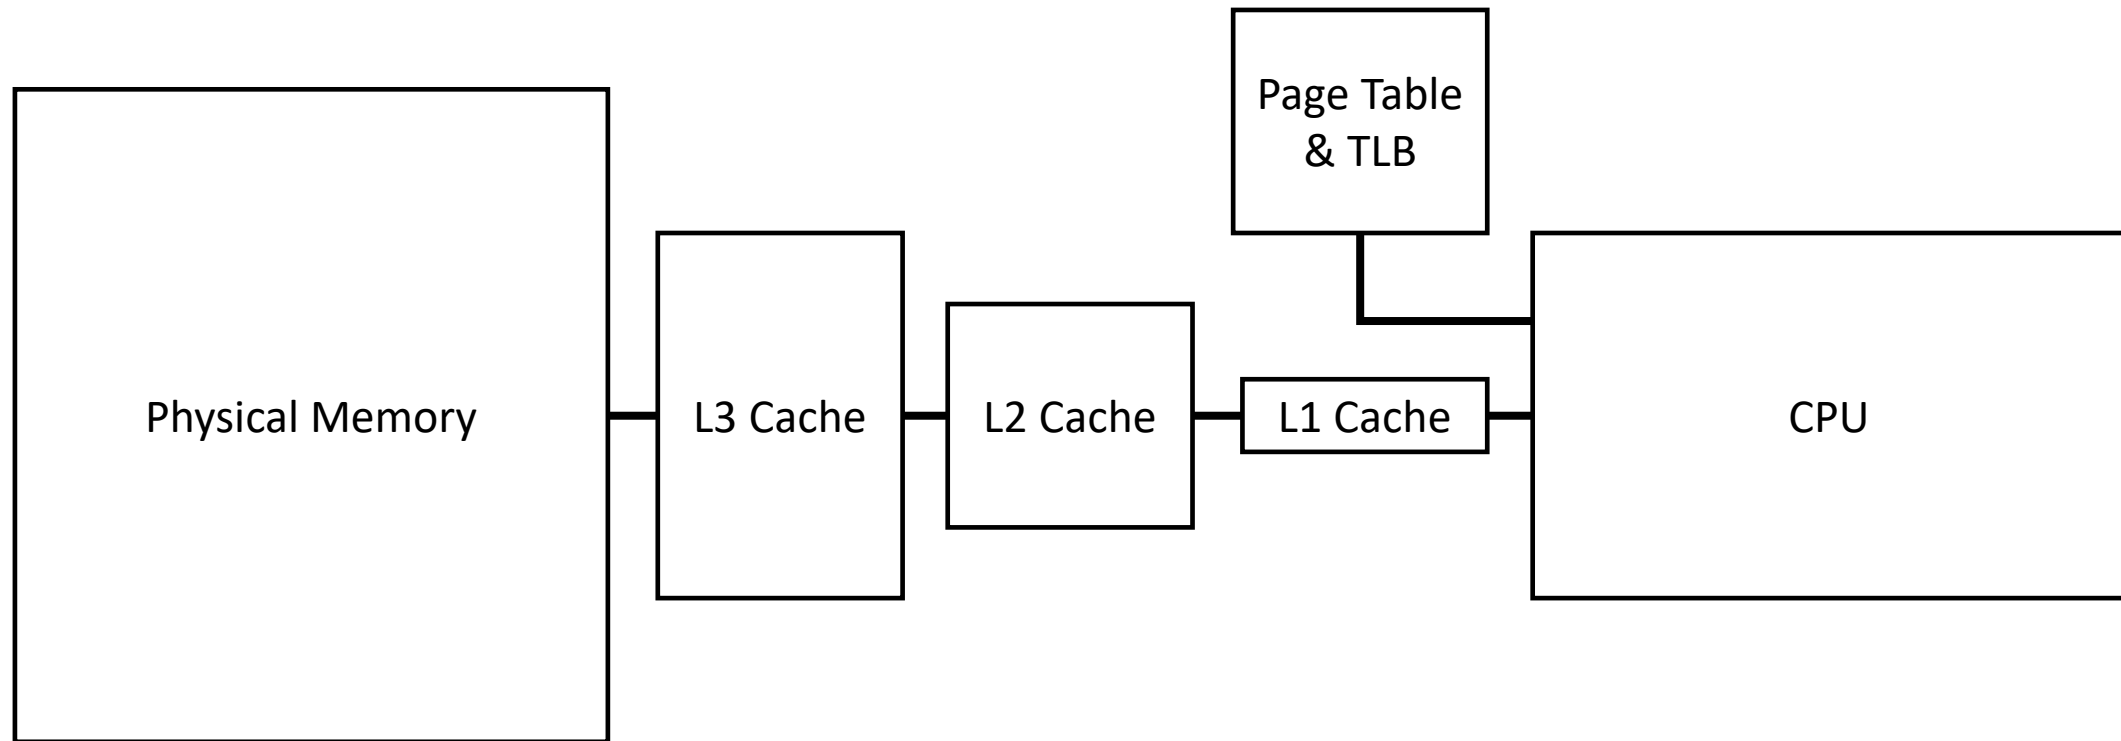 Page Table
& TLB
Physical Memory
L3 Cache
L2 Cache
L1 Cache
CPU